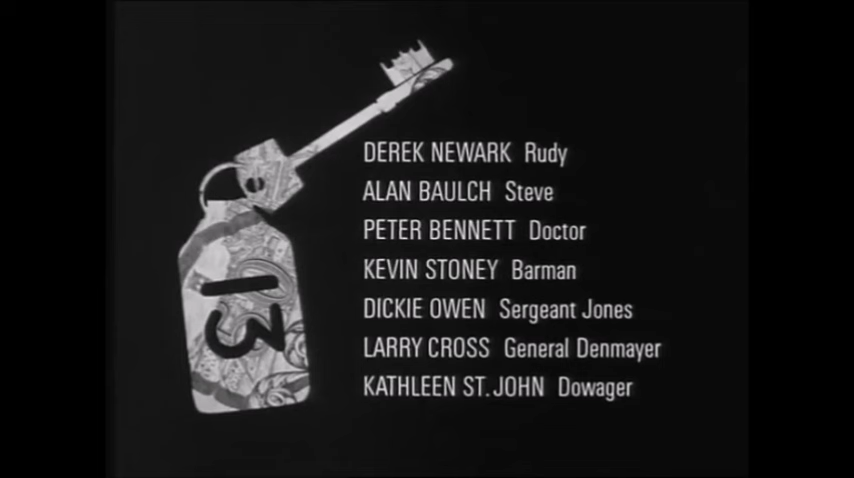 DEREK NEWARK Rudy
ALAN BAULCH Steve
PETER BENNETT Doctor
KEVIN STONEY Barman
DICKIE OWEN Sergeant Jones
LARRY CROSS General Denmayer
KATHLEEN ST. JOHN Dowager
13